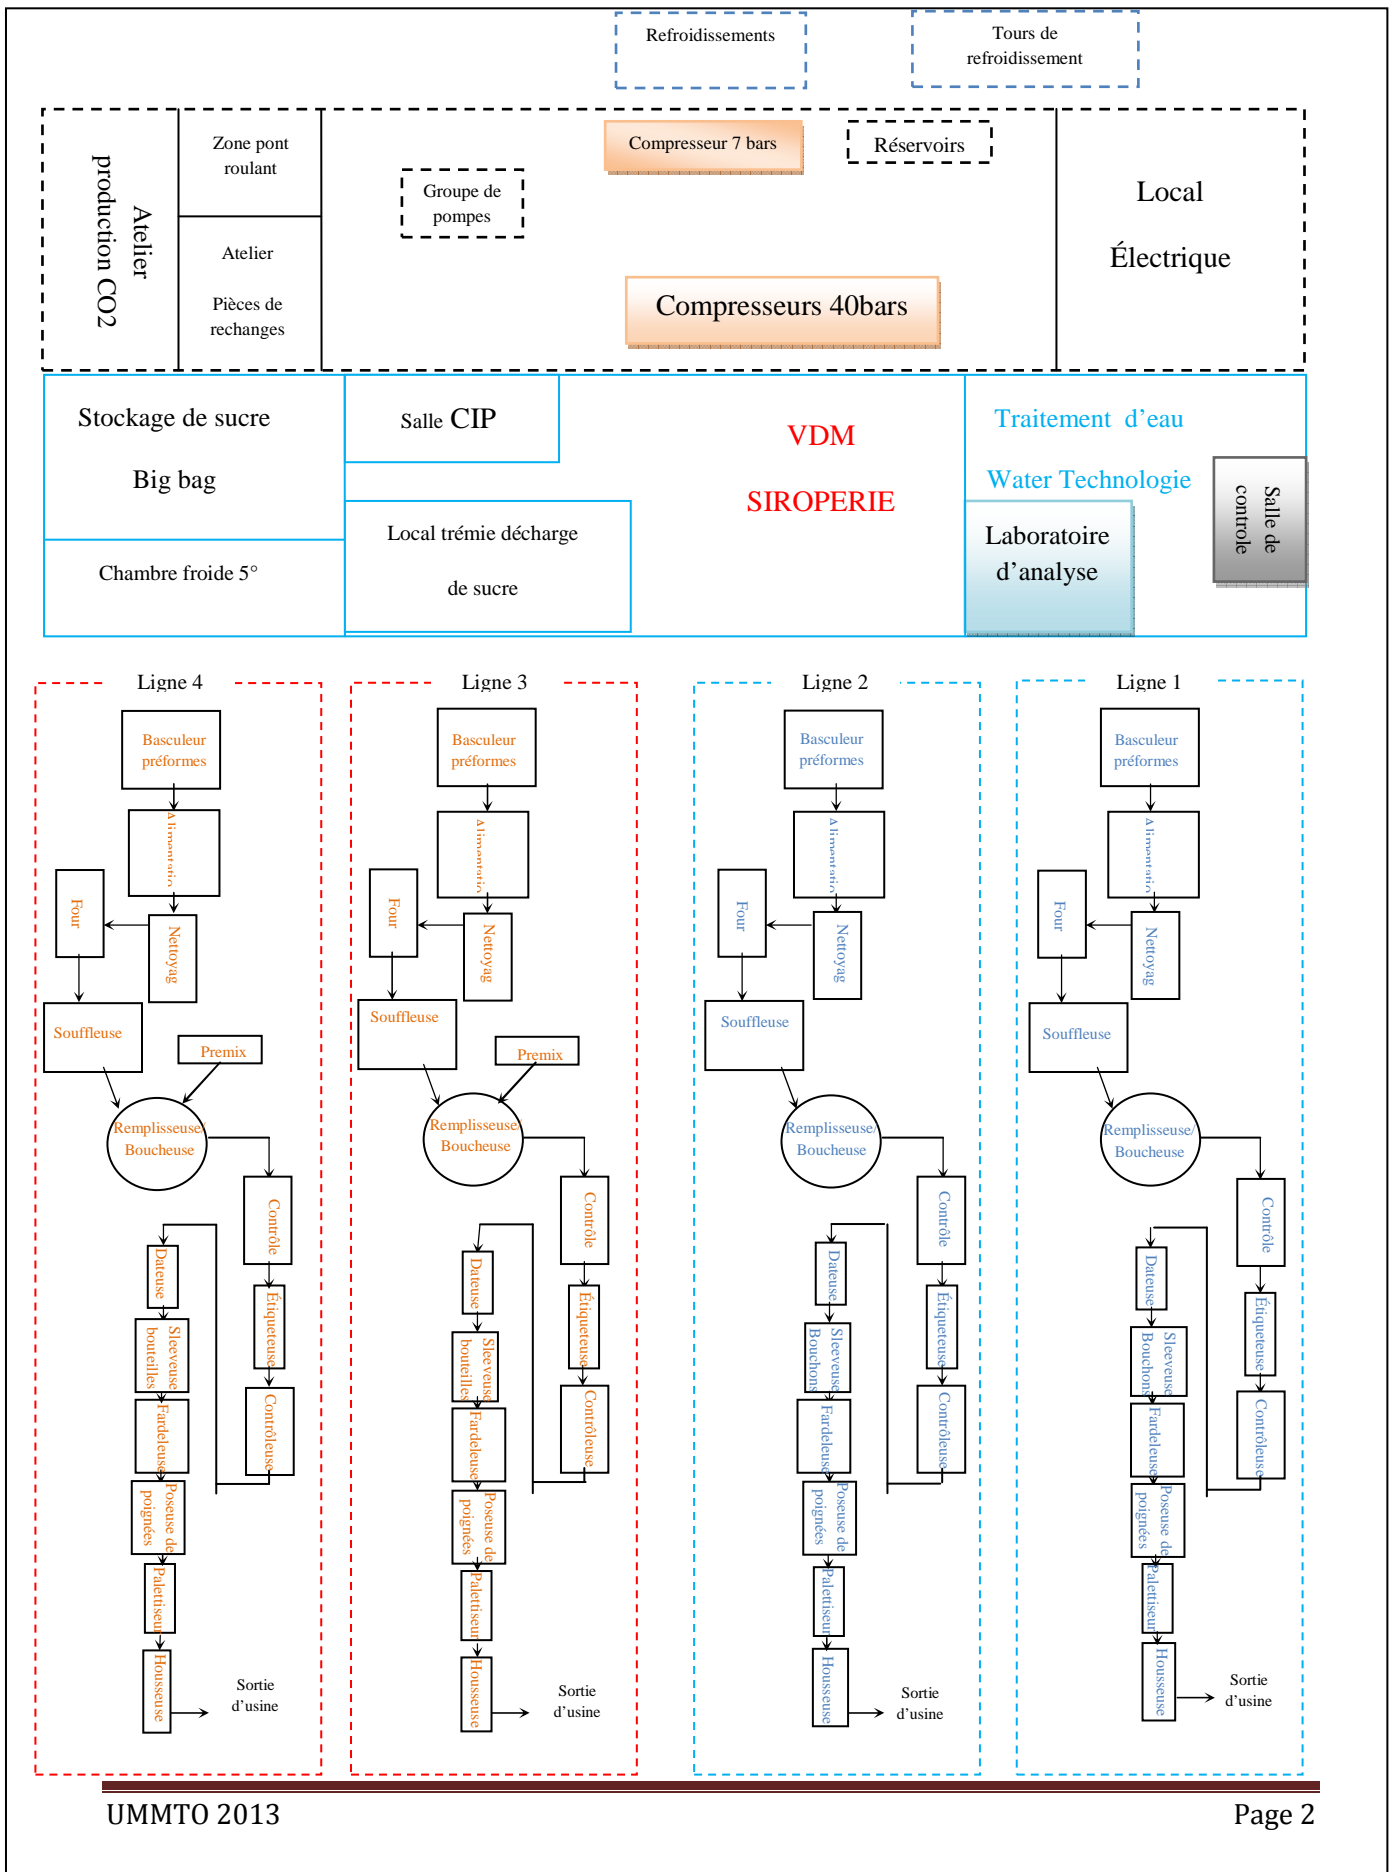 Refroidissements
Tours de
refroidissement
Atelier
production CO2
Zone pont
roulant
Atelier
Pièces de
rechanges
Groupe de
pompes
Compresseur 7 bars
Réservoirs
Compresseurs 40bars
Local
Électrique
Stockage de sucre
Big bag
Chambre froide 5°
Salle CIP
Local trémie décharge
de sucre
VDM
SIROPERIE
Traitement d'eau
Water Technologie
Laboratoire
d'analyse
Salle de
controle
Ligne 4
Basculeur
préformes
Alimentatio
Four
Nettoyag
Souffleuse
Premix
Remplisseuse/
Boucheuse
Contrôle
Étiqueteuse
Contrôleuse
Dateuse
Sleeveuse
bouteilles
Fardeleuse
Poseuse de
poignées
Palettiseur
Housseuse
Sortie
d'usine
Ligne 3
Basculeur
préformes
Alimentatio
Four
Nettoyag
Souffleuse
Premix
Remplisseuse/
Boucheuse
Contrôle
Étiqueteuse
Contrôleuse
Dateuse
Sleeveuse
bouteilles
Fardeleuse
Poseuse de
poignées
Palettiseur
Housseuse
Sortie
d'usine
Ligne 2
Basculeur
préformes
Alimentatio
Four
Nettoyag
Souffleuse
Remplisseuse/
Boucheuse
Contrôle
Étiqueteuse
Contrôleuse
Dateuse
Sleeveuse
Bouchons
Fardeleuse
Poseuse de
poignées
Palettiseur
Housseuse
Sortie
d'usine
Ligne 1
Basculeur
préformes
Alimentatio
Four
Nettoyag
Souffleuse
Remplisseuse/
Boucheuse
Contrôle
Étiqueteuse
Contrôleuse
Dateuse
Sleeveuse
Bouchons
Fardeleuse
Poseuse de
poignées
Palettiseur
Housseuse
Sortie
d'usine
UMMTO 2013
Page 2